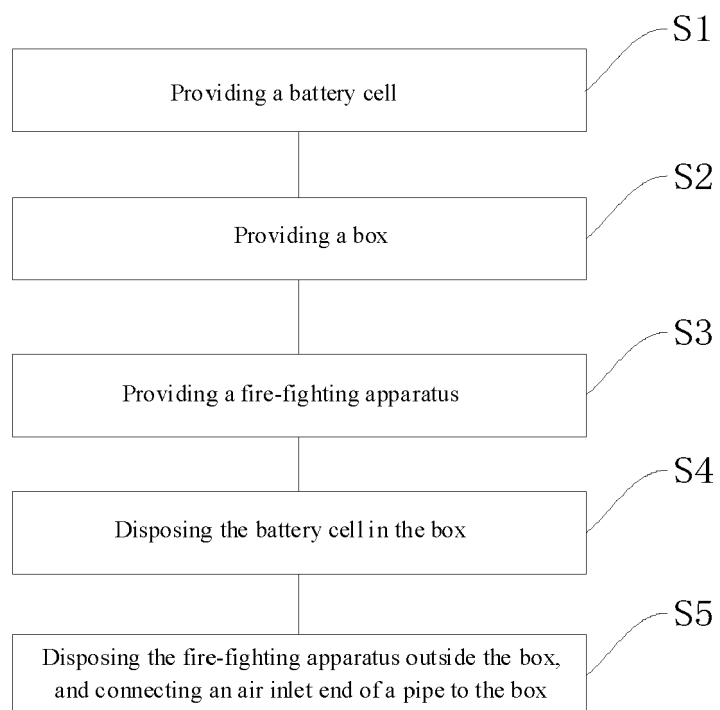 S1
Providing a battery cell
S2
Providing a box
S3
Providing a fire-fighting apparatus
S4
Disposing the battery cell in the box
S5
Disposing the fire-fighting apparatus outside the box,
and connecting an air inlet end of a pipe to the box